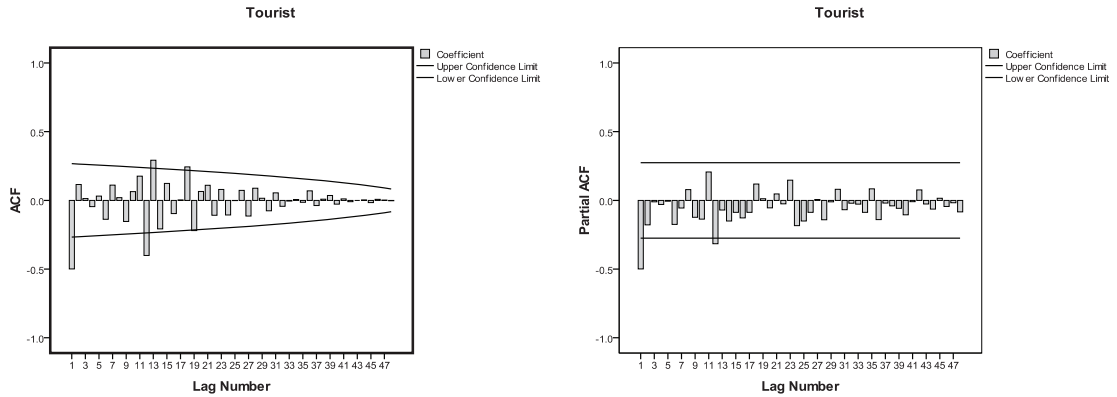 Tourist
1.0
0.5
0.0
-0.5
-1.0
ACF
1 3 5 7 9 11 13 15 17 19 21 23 25 27 29 31 33 35 37 39 41 43 45 47
Lag Number
Coefficient
Upper Confidence Limit
Lower Confidence Limit
Tourist
1.0
0.5
0.0
-0.5
-1.0
Partial ACF
1 3 5 7 9 11 13 15 17 19 21 23 25 27 29 31 33 35 37 39 41 43 45 47
Lag Number
Coefficient
Upper Confidence Limit
Lower Confidence Limit